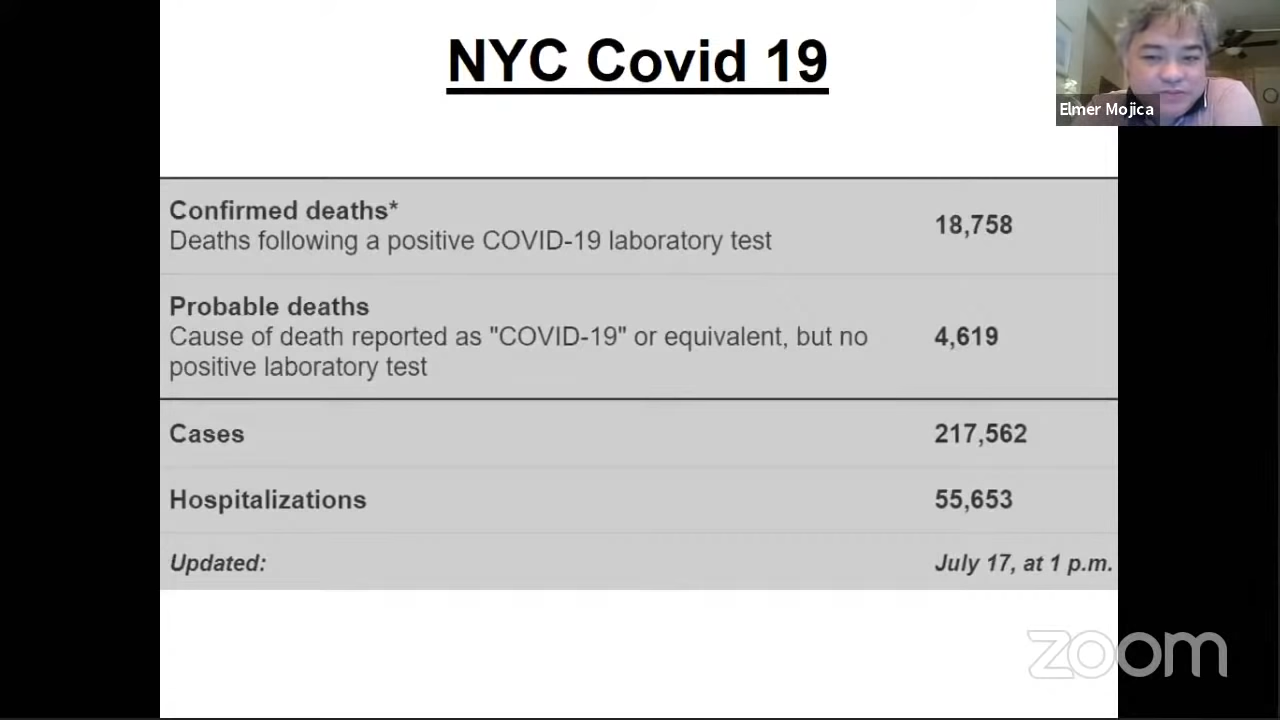 NYC Covid 19
Elmer Mojica
Confirmed deaths*
Deaths following a positive COVID-19 laboratory test
18,758
Probable deaths
Cause of death reported as "COVID-19" or equivalent, but no
positive laboratory test
4,619
Cases
217,562
Hospitalizations
55,653
Updated:
July 17, at 1 p.m.
zoom